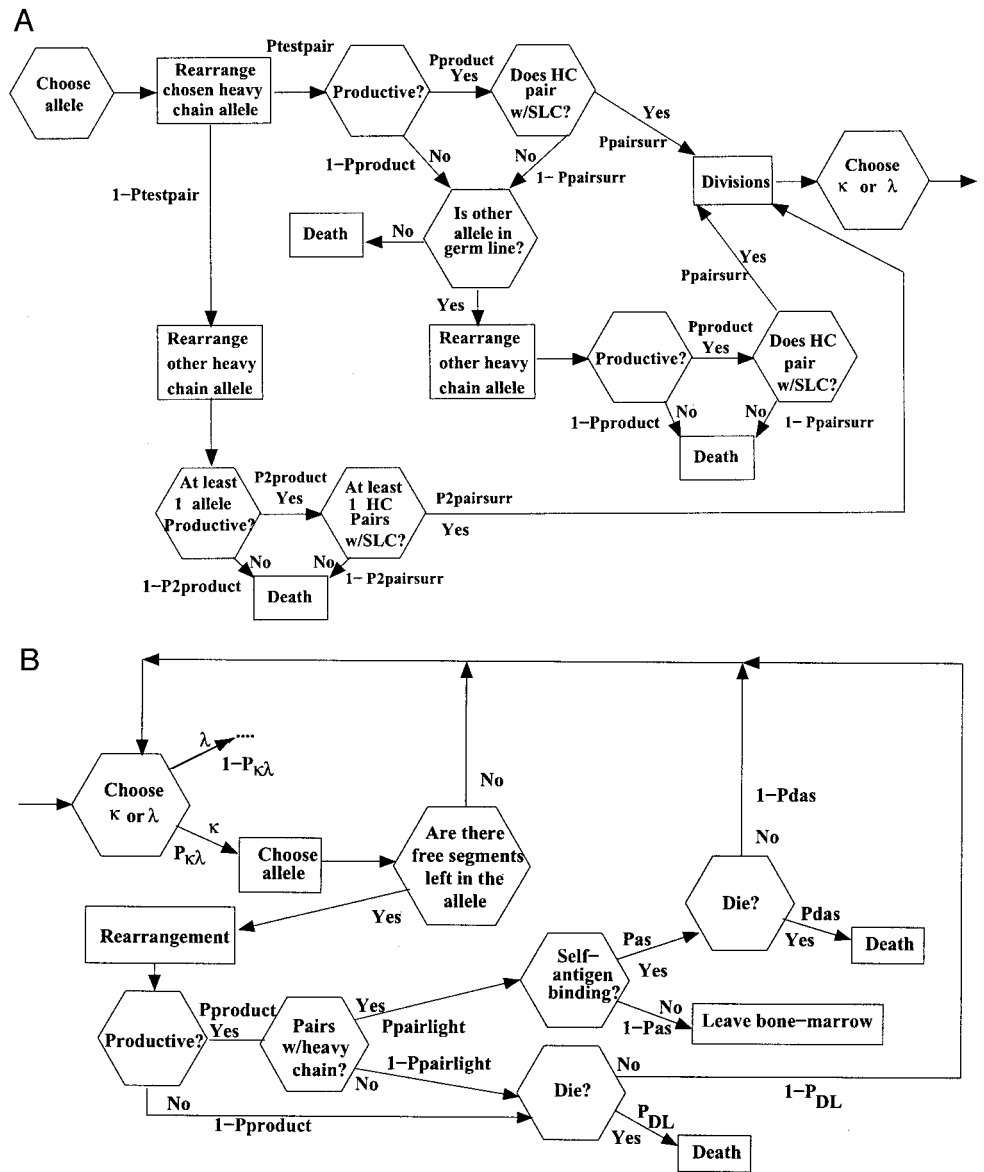 A
Choose
allele
Rearrange
chosen heavy
chain allele
Ptestpair
Productive?
Pproduct
Yes
Does HC
pair
w/SLC?
Yes
Ppairsurr
Divisions
Choose
κ or λ
1−Pproduct
No
No
1− Ppairsurr
1−Ptestpair
Is other
allele in
germ line?
No
Death
Yes
Yes
Ppairsurr
Rearrange
other heavy
chain allele
Rearrange
other heavy
chain allele
Productive?
Pproduct
Yes
Does HC
pair
w/SLC?
1−Pproduct
No
No
1− Ppairsurr
Death
At least
1 allele
Productive?
P2product
Yes
At least
1 HC
Pairs
w/SLC?
P2pairsurr
Yes
1−P2product
No
No
1− P2pairsurr
Death
B
Choose
κ or λ
λ
....
1−Pκλ
κ
Pκλ
Choose
allele
Are there
free segments
left in the
allele
No
Yes
Rearrangement
Productive?
Pproduct
Yes
Pairs
w/heavy
chain?
Yes
Ppairlight
1−Ppairlight
No
No
1−Pproduct
Self−
antigen
binding?
Pas
Yes
No
1−Pas
Leave bone−marrow
Die?
1−Pdas
No
Pdas
Yes
Death
Die?
No
1−PDL
PDL
Yes
Death